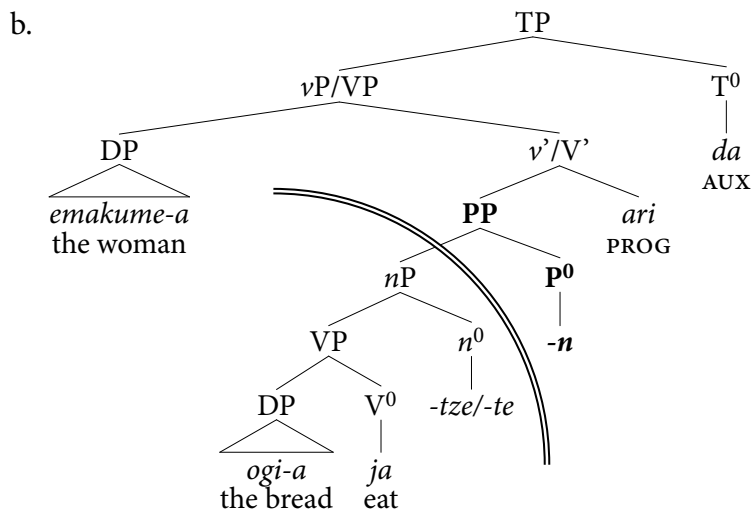 b.
TP
vP/VP T⁰
DP v’/V’ da
AUX
emakume-a PP ari
the woman PROG
nP P⁰
VP n⁰ -n
DP V⁰ -tze/-te
ogi-a ja
the bread eat